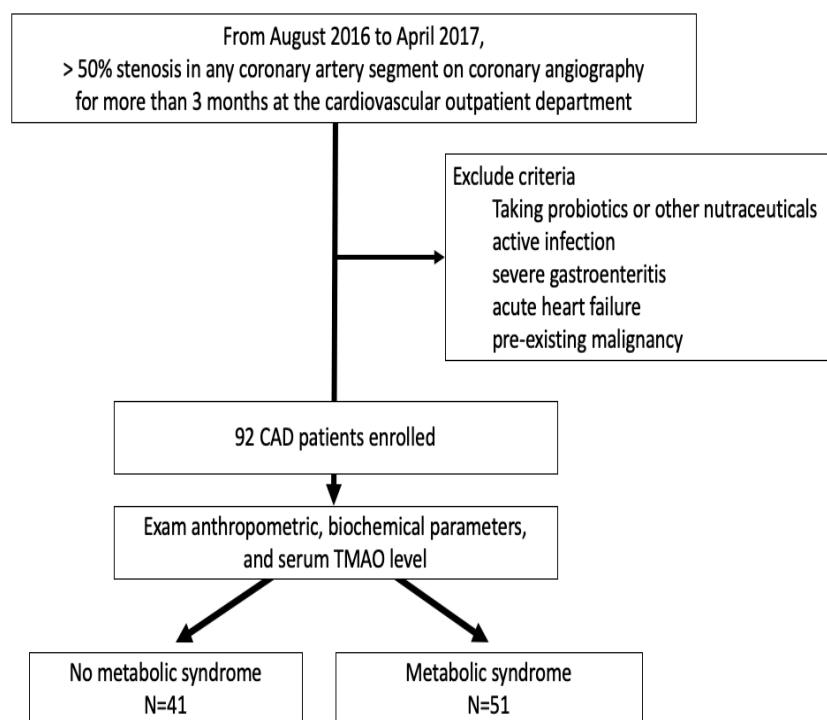 From August 2016 to April 2017,
> 50% stenosis in any coronary artery segment on coronary angiography
for more than 3 months at the cardiovascular outpatient department
Exclude criteria
Taking probiotics or other nutraceuticals
active infection
severe gastroenteritis
acute heart failure
pre-existing malignancy
92 CAD patients enrolled
Exam anthropometric, biochemical parameters,
and serum TMAO level
No metabolic syndrome
N=41
Metabolic syndrome
N=51